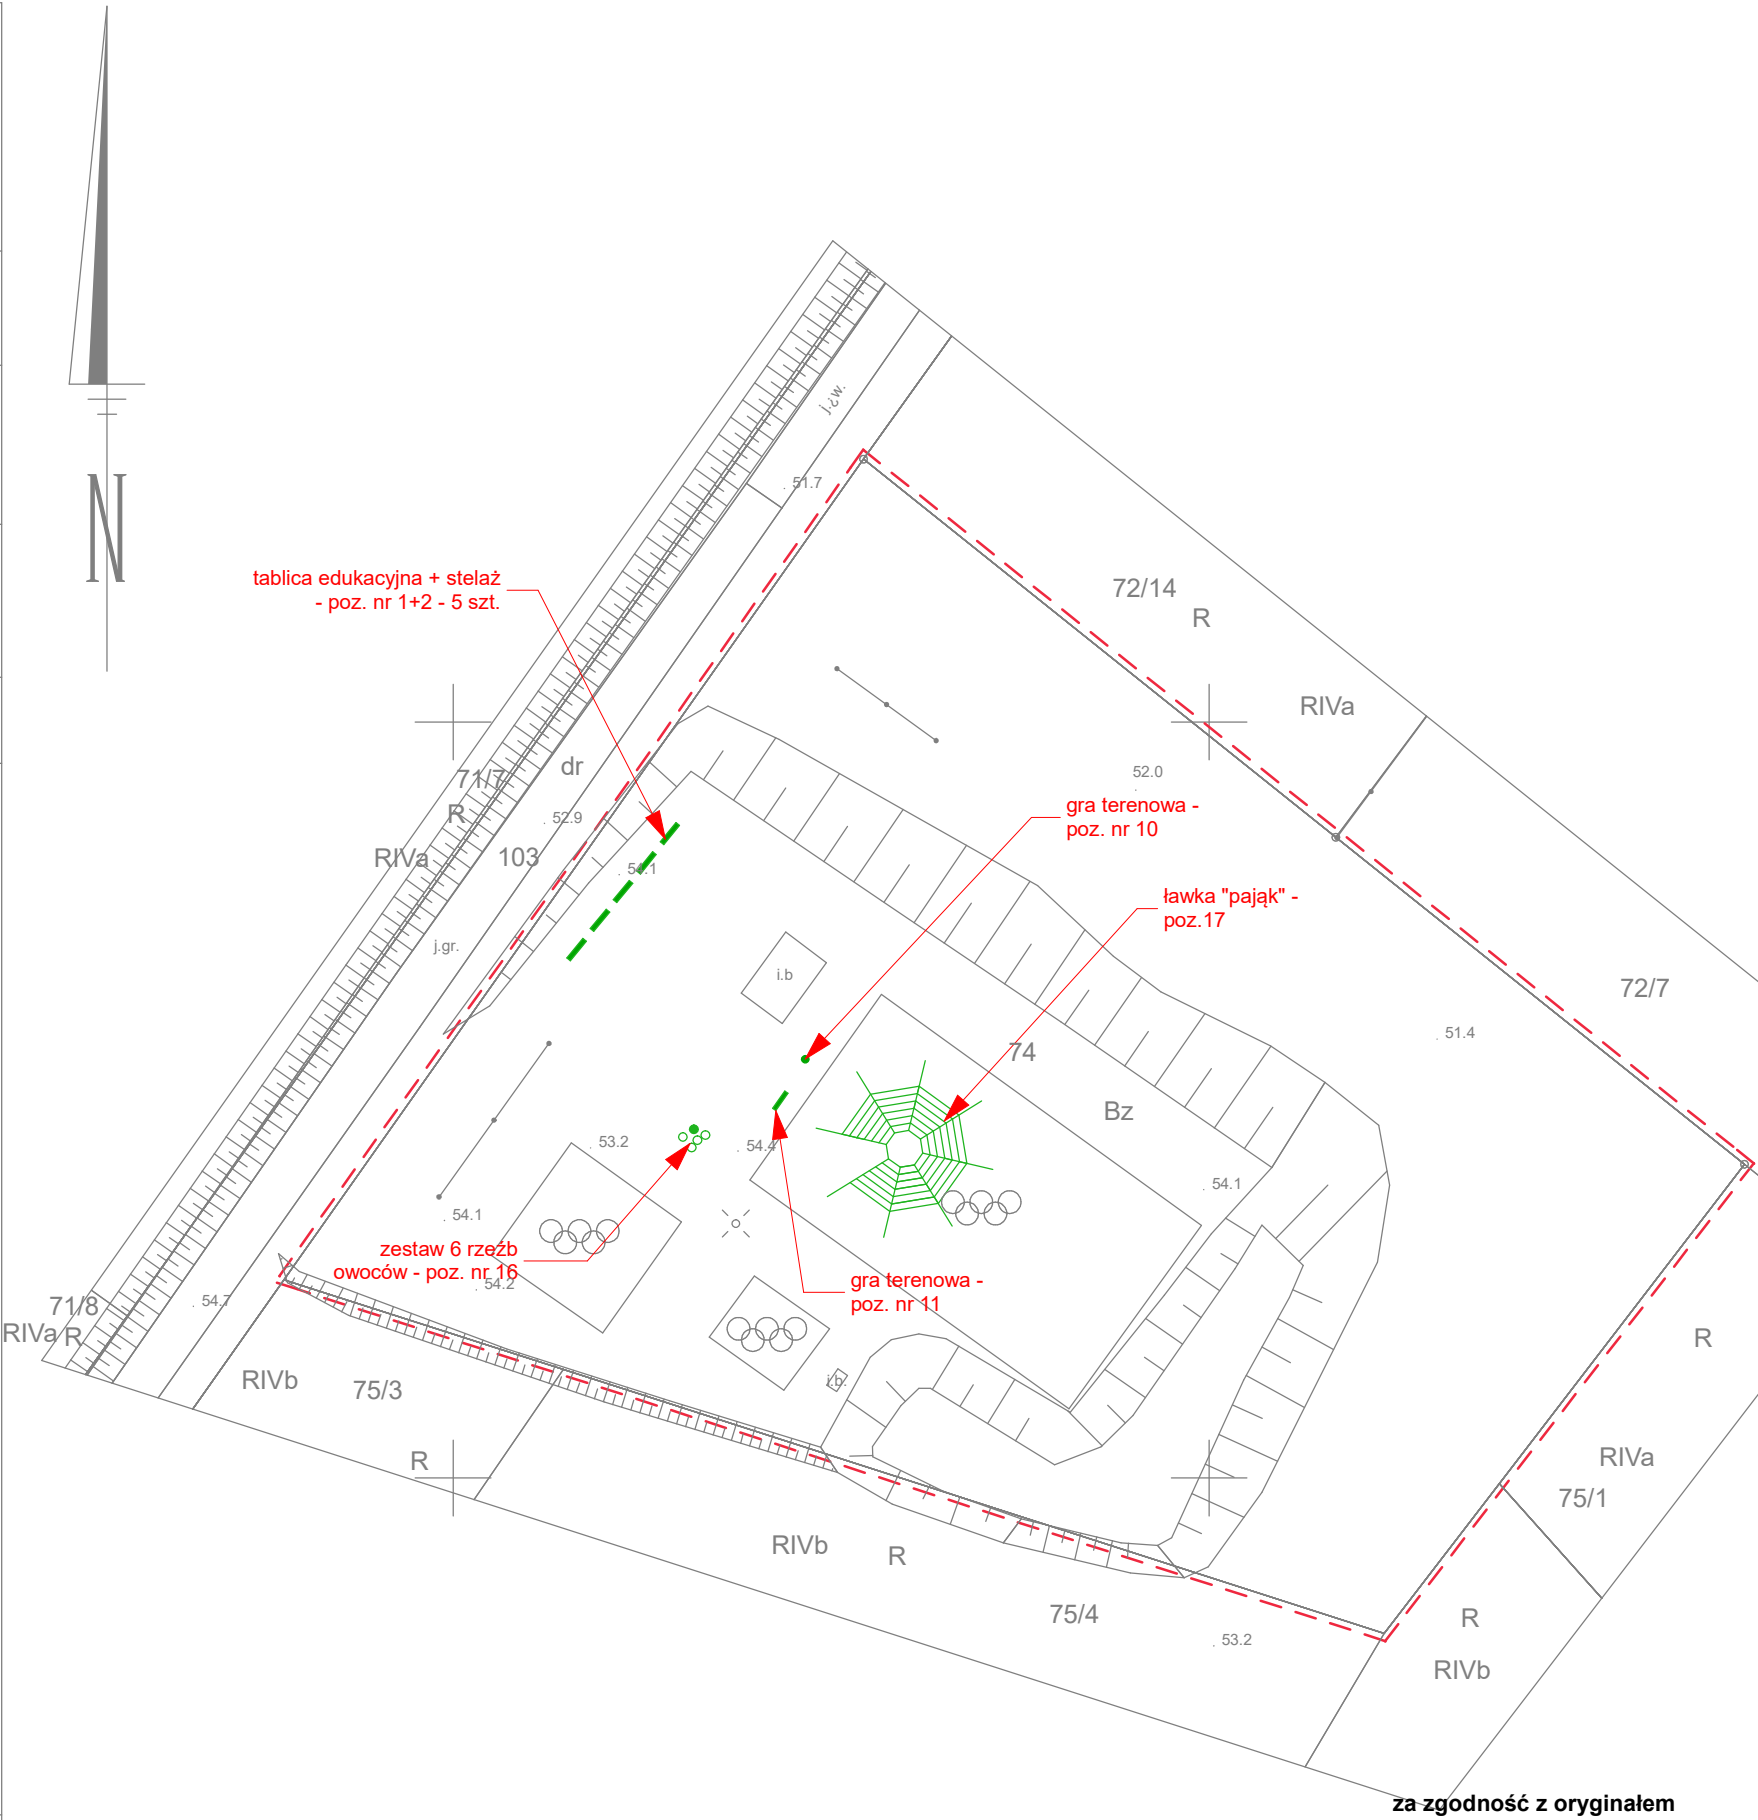 N
j.ż.w.
51.7
tablica edukacyjna + stelaż
- poz. nr 1+2 - 5 szt.
72/14
R
RIVa
dr
71/7
R
52.9
RIVa
103
54.1
52.0
gra terenowa -
poz. nr 10
ławka "pająk" -
poz.17
j.gr.
i.b
72/7
51.4
74
Bz
53.2
54.4
54.1
54.1
zestaw 6 rzeźb
owoców - poz. nr 16
54.2
gra terenowa -
poz. nr 11
71/8
RIVa R
54.7
RIVb
75/3
i.b.
R
R
RIVa
75/1
RIVb
R
75/4
53.2
R
RIVb
za zgodność z oryginałem